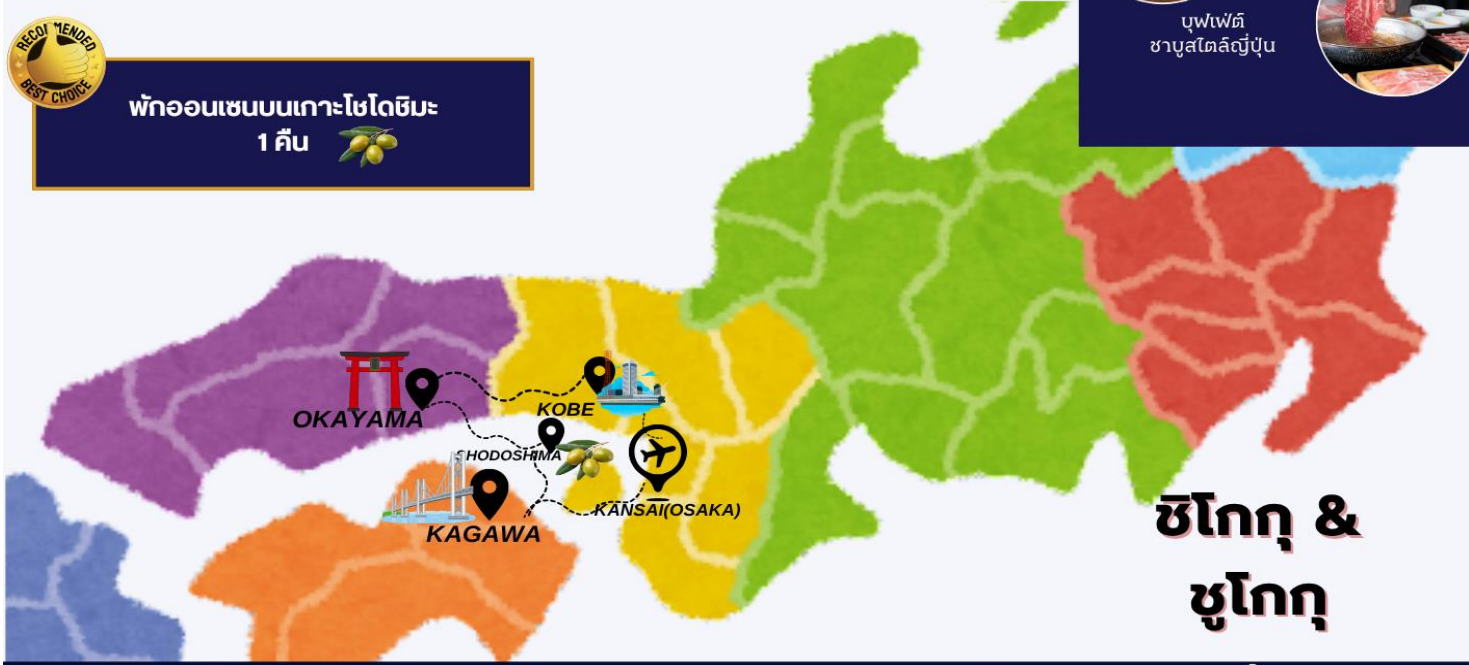 RECOMMENDED
BEST CHOICE
พักออนเซนบนเกาะโชโดชิมะ
1 คืน
บุฟเฟ่ต์
ชาบูสไตล์ญี่ปุ่น
OKAYAMA
KOBE
SHODOSHIMA
KANSAI(OSAKA)
KAGAWA
ชิโกกุ &
ชูโกกุ